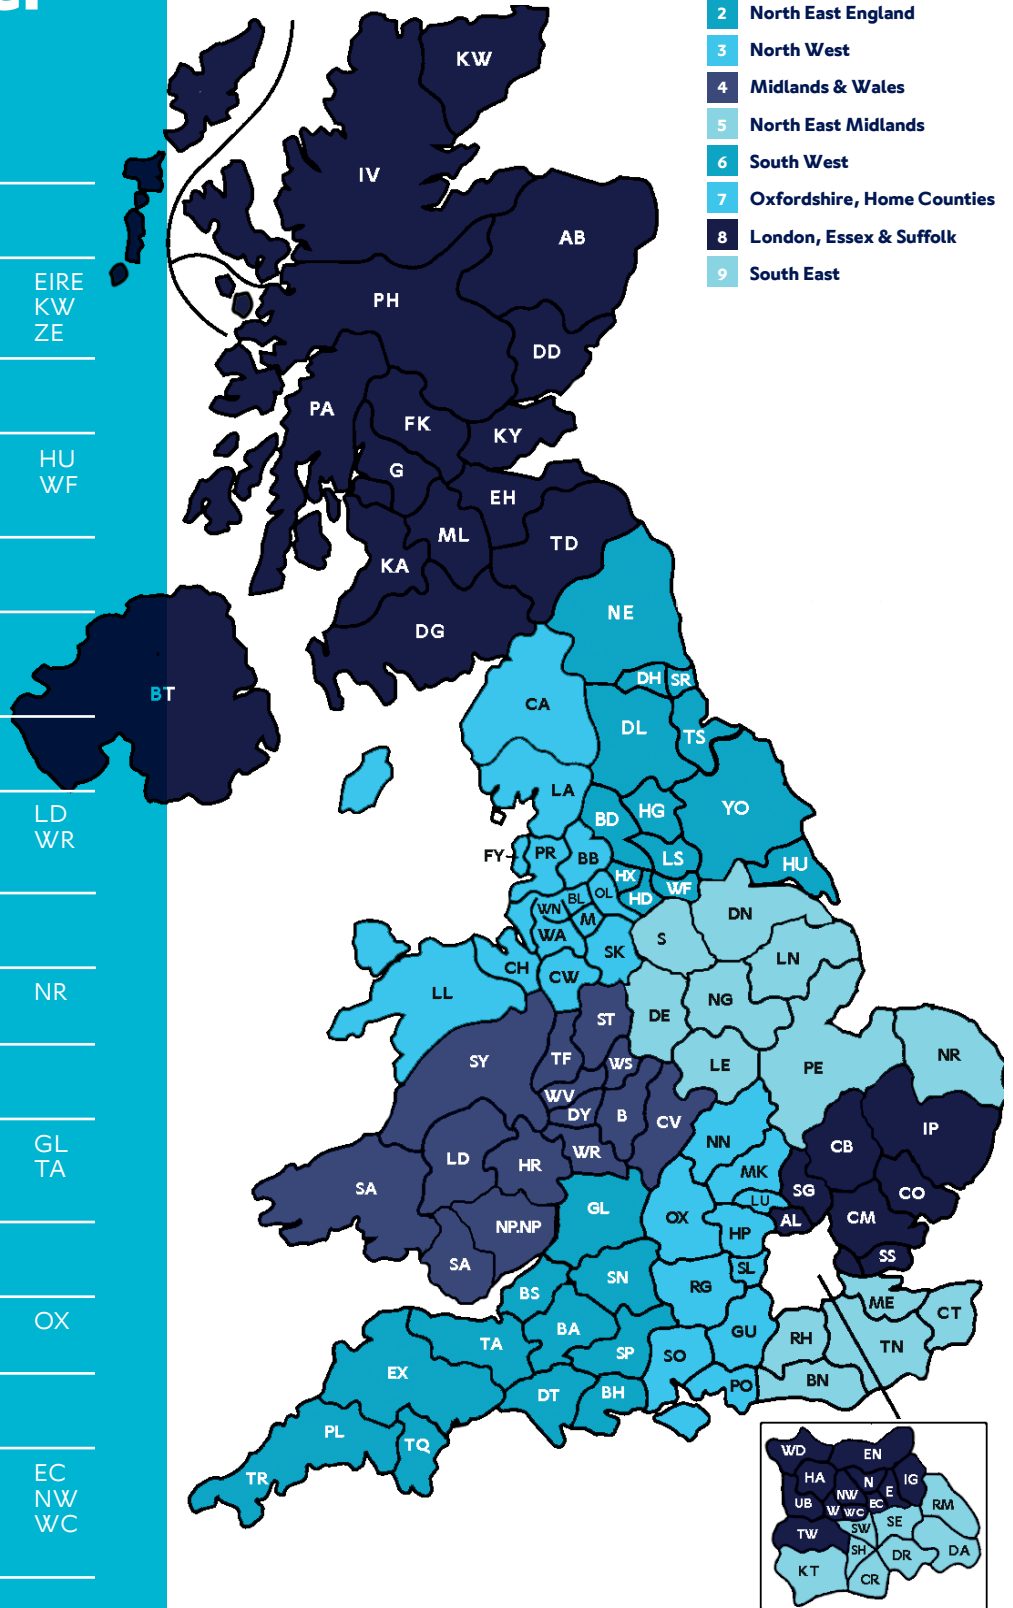 2 North East England
3 North West
4 Midlands & Wales
5 North East Midlands
6 South West
7 Oxfordshire, Home Counties
8 London, Essex & Suffolk
9 South East
EIRE
KW
ZE
HU
WF
LD
WR
NR
GL
TA
OX
EC
NW
WC
KW
IV
AB
PH
DD
PA
FK
KY
G
EH
ML
TD
KA
DG
NE
BT
DH SR
CA
DL
TS
LA
BD
HG
YO
FY
PR
BB
LS
HU
HX
WF
HD
OL
BL
WN
M
DN
WA
S
SK
LN
CH
CW
LL
NG
DE
ST
SY
TF
WS
LE
PE
NR
WV
DY
B
CV
IP
NN
CB
WR
LD
HR
MK
SA
SG
CO
LU
GL
OX
AL
CM
NP.NP
HP
SS
SA
SL
SN
RG
BS
ME
CT
BA
GU
RH
TN
TA
SP
SO
EX
BN
PO
DT
BH
PL
TQ
TR
WD
EN
HA
N
IG
E
NW
UB
EC
RM
W
WC
SE
SW
TW
SH
DR
DA
KT
CR